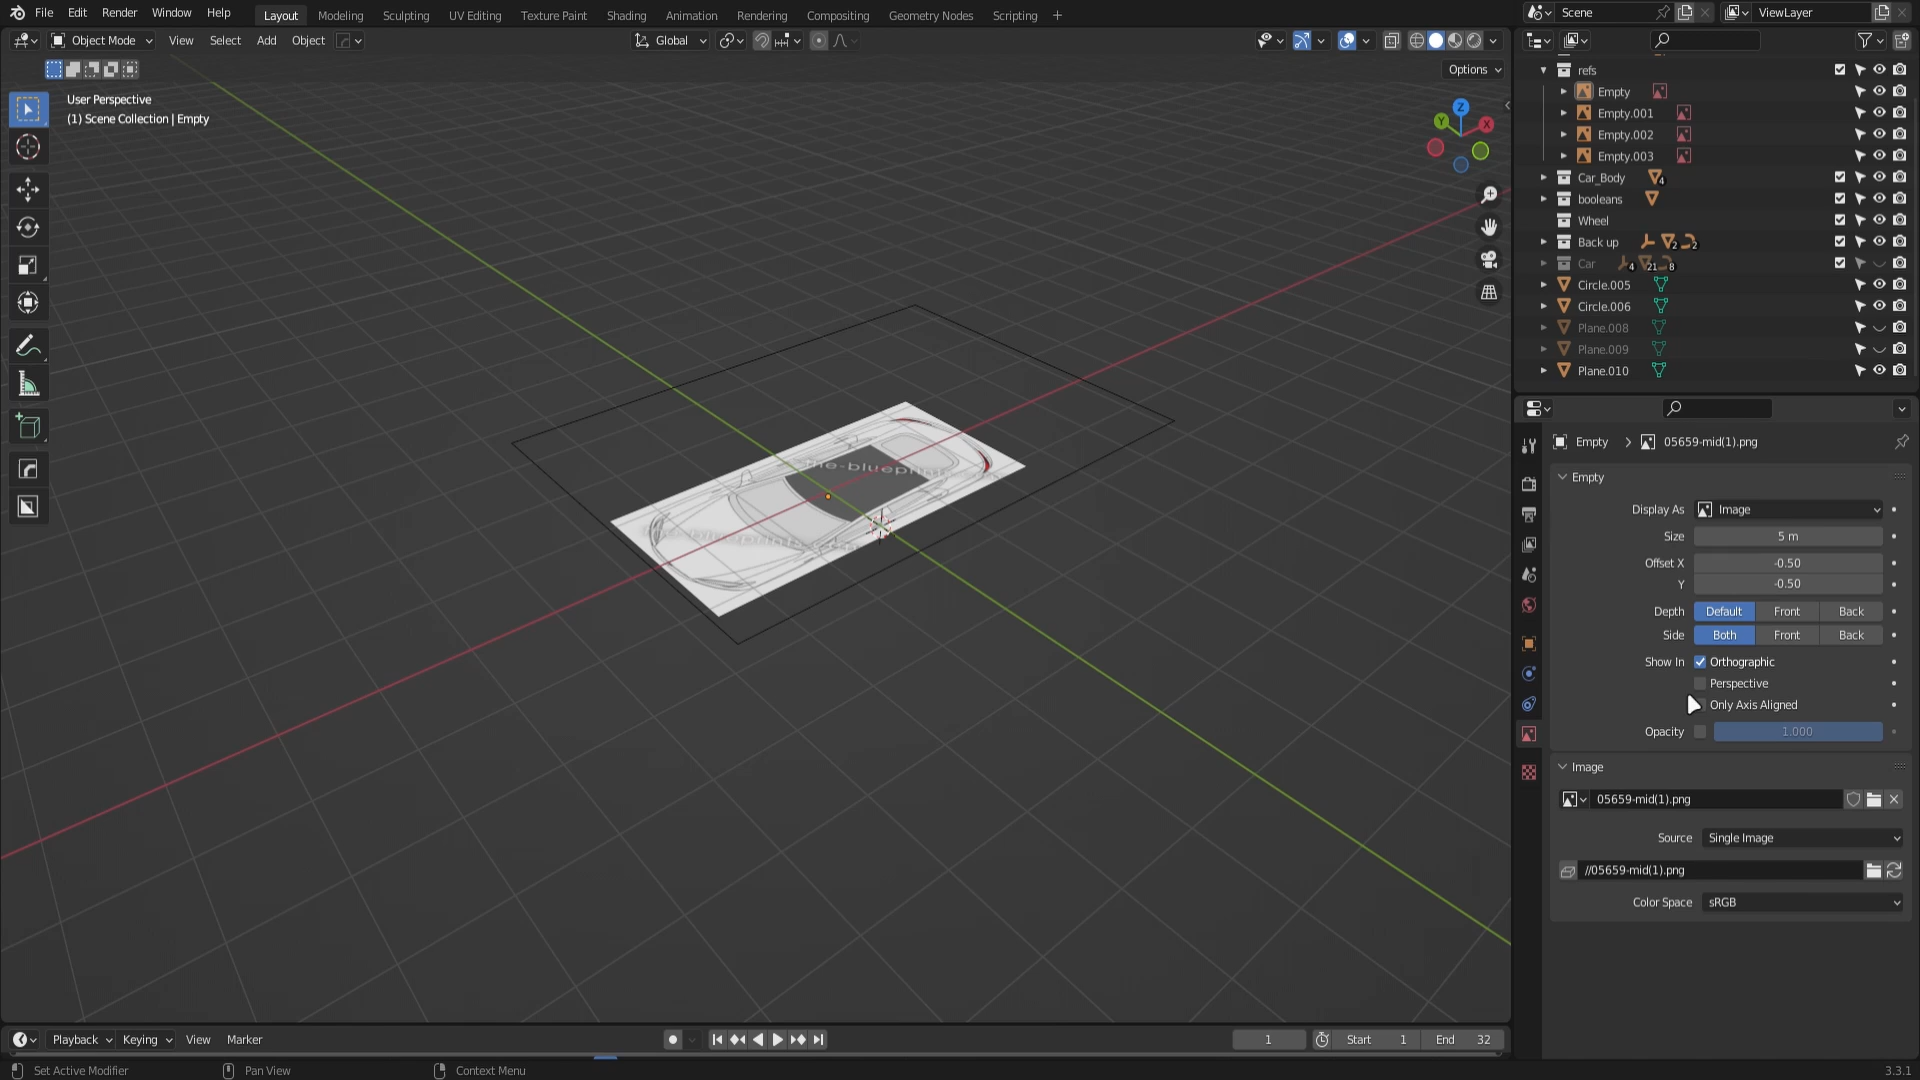 File Edit Render Window Help Layout Modeling Sculpting UV Editing Texture Paint Shading Animation Rendering Compositing Geometry Nodes Scripting + Scene ViewLayer
Object Mode View Select Add Object Global
Options
User Perspective
(1) Scene Collection | Empty
Z
Y
X
refs
Empty
Empty.001
Empty.002
Empty.003
Car_Body 4
booleans
Wheel
Back up 2 2
Car 4 21 8
Circle.005
Circle.006
Plane.008
Plane.009
Plane.010
Empty > 05659-mid(1).png
Empty
Display As Image
Size 5 m
Offset X -0.50
Y -0.50
Depth Default Front Back
Side Both Front Back
Show In Orthographic
Perspective
Only Axis Aligned
Opacity 1.000
Image
05659-mid(1).png
Source Single Image
//05659-mid(1).png
Color Space sRGB
Playback Keying View Marker 1 Start 1 End 32
Set Active Modifier Pan View Context Menu 3.3.1